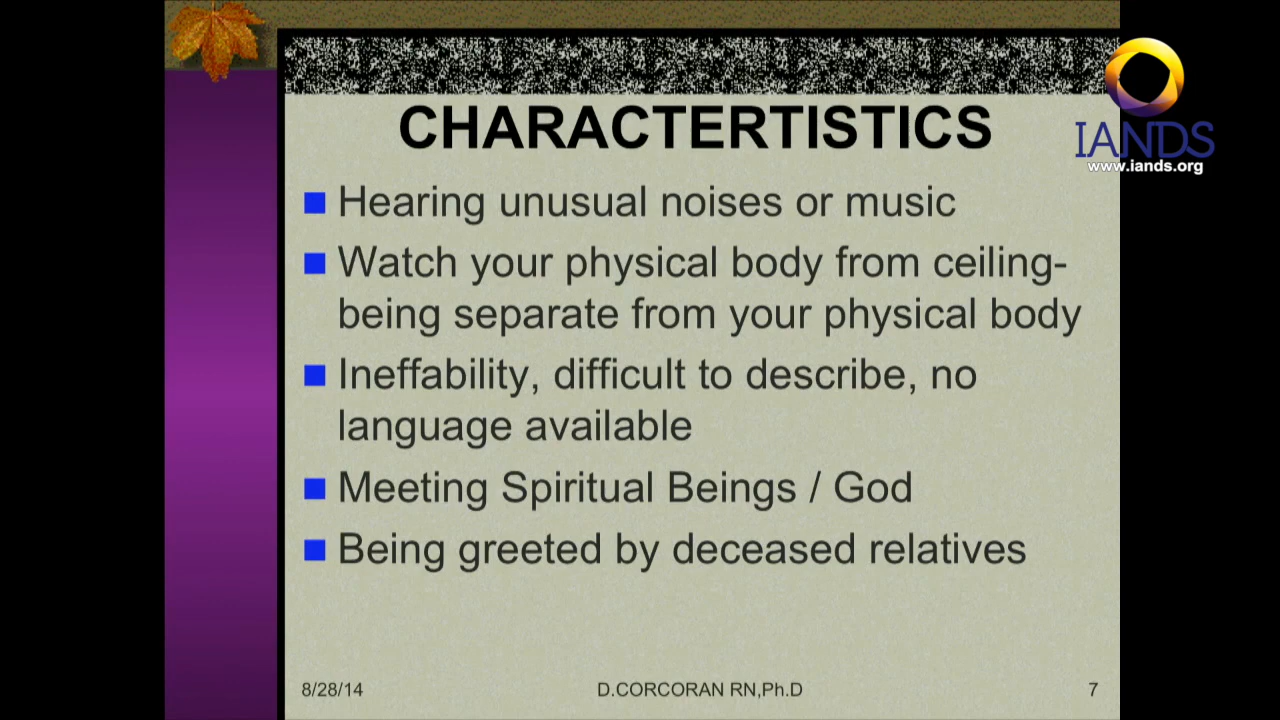 CHARACTERTISTICS
IANDS
www.iands.org
Hearing unusual noises or music
Watch your physical body from ceiling-
being separate from your physical body
Ineffability, difficult to describe, no
language available
Meeting Spiritual Beings / God
Being greeted by deceased relatives
8/28/14
D.CORCORAN RN,Ph.D
7